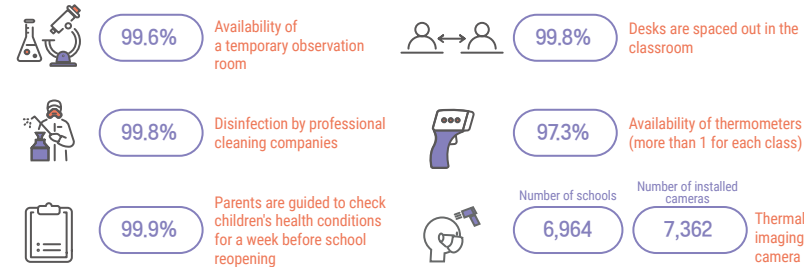 99.6%
Availability of
a temporary observation
room
99.8%
Desks are spaced out in the
classroom
99.8%
Disinfection by professional
cleaning companies
97.3%
Availability of thermometers
(more than 1 for each class)
99.9%
Parents are guided to check
children's health conditions
for a week before school
reopening
Number of schools
6,964
Number of installed
cameras
7,362
Thermal
imaging
camera